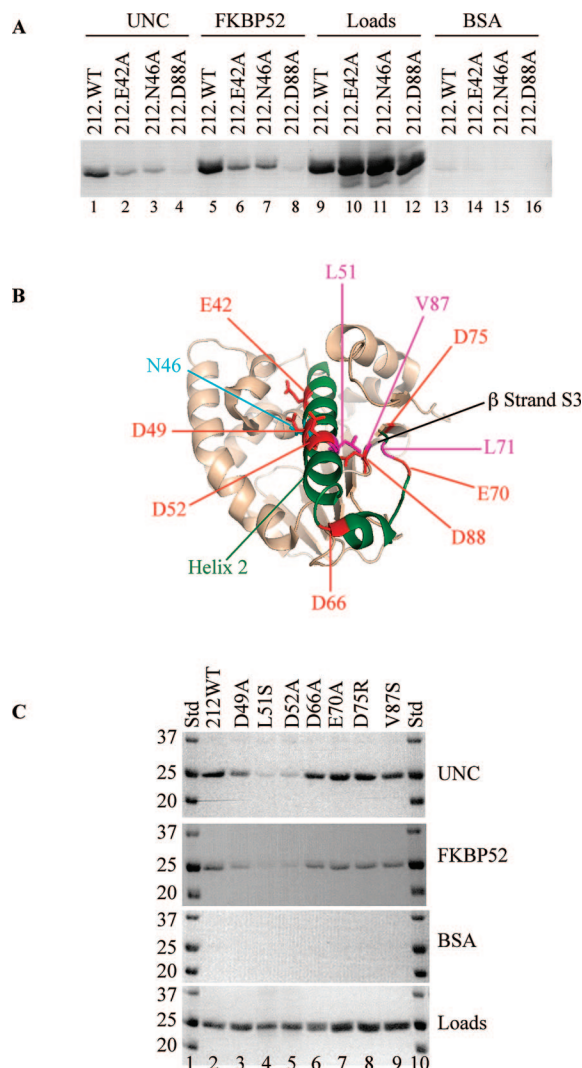 A
UNC FKBP52 Loads BSA
212.WT 212.E42A 212.N46A 212.D88A 212.WT 212.E42A 212.N46A 212.D88A 212.WT 212.E42A 212.N46A 212.D88A 212.WT 212.E42A 212.N46A 212.D88A
1 2 3 4 5 6 7 8 9 10 11 12 13 14 15 16
B
L51
V87
E42
D75
N46
β Strand S3
D49
L71
D52
E70
D88
Helix 2
D66
C
Std 212WT D49A L51S D52A D66A E70A D75R V87S Std
37
25 UNC
20
37
FKBP52
25
20
37
BSA
25
20
37
25 Loads
20
1 2 3 4 5 6 7 8 9 10